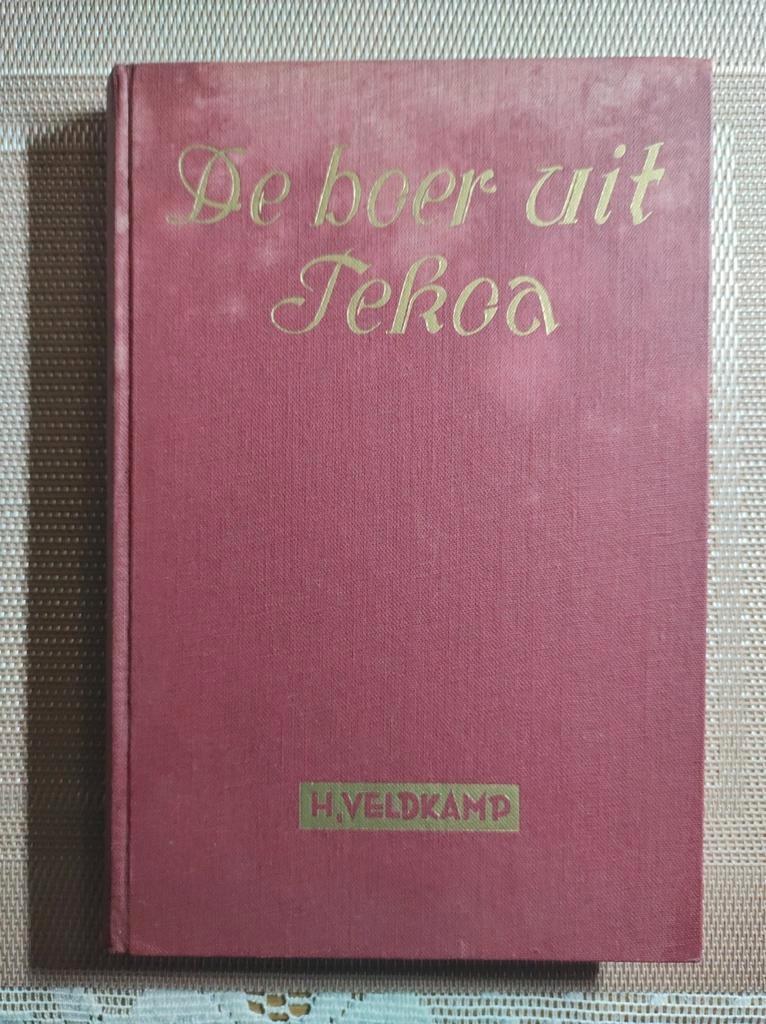 De boer uit
Tekoa
H. VELDKAMP